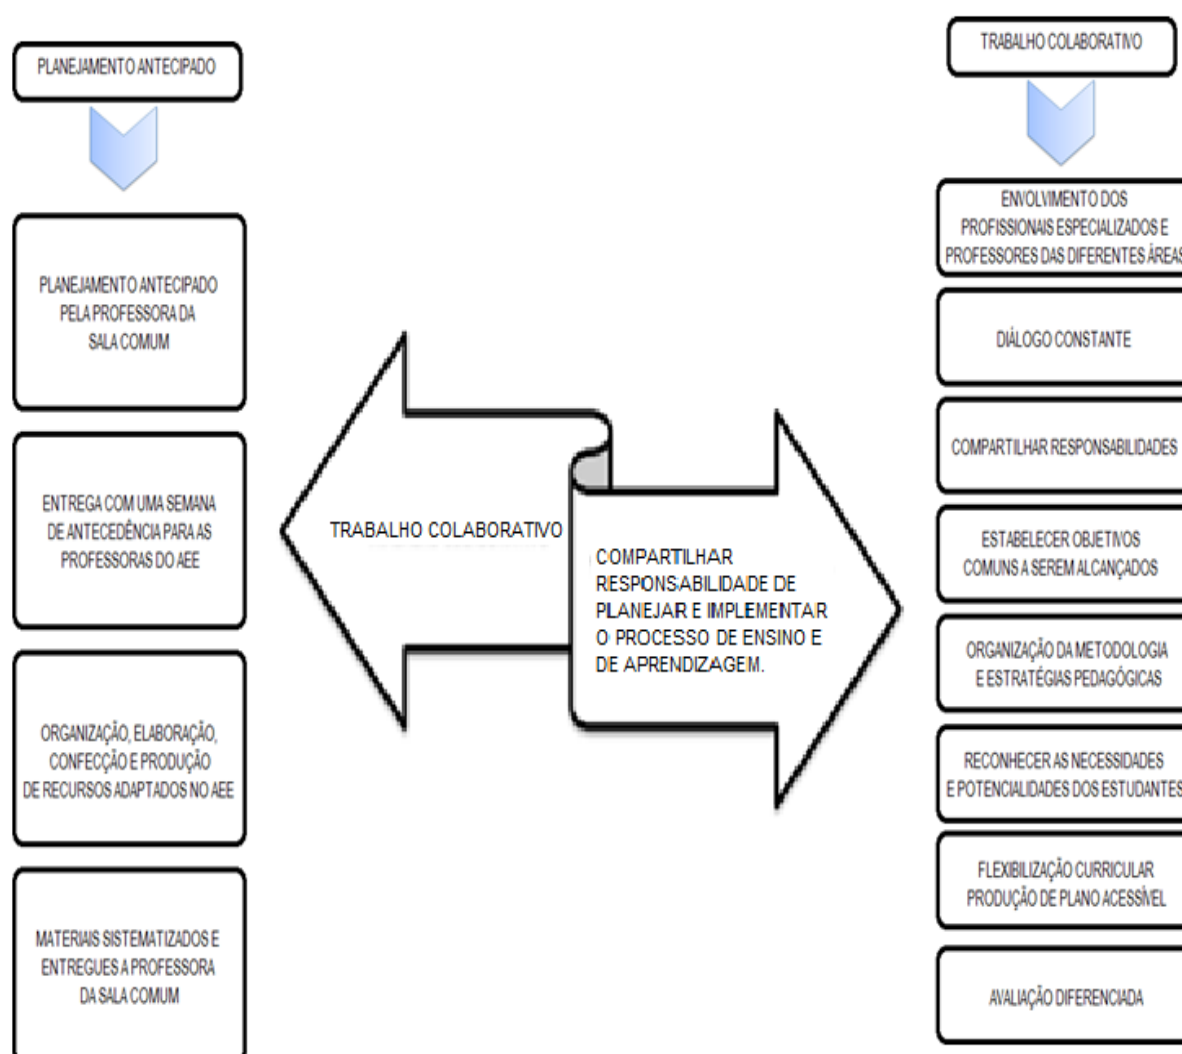 PLANEJAMENTO ANTECIPADO
PLANEJAMENTO ANTECIPADO
PELA PROFESSORA DA
SALA COMUM
ENTREGA COM UMA SEMANA
DE ANTECEDÊNCIA PARA AS
PROFESSORAS DO AEE
ORGANIZAÇÃO, ELABORAÇÃO,
CONFECÇÃO E PRODUÇÃO
DE RECURSOS ADAPTADOS NO AEE
MATERIAIS SISTEMATIZADOS E
ENTREGUES A PROFESSORA
DA SALA COMUM
TRABALHO COLABORATIVO
COMPARTILHAR
RESPONSABILIDADE DE
PLANEJAR E IMPLEMENTAR
O PROCESSO DE ENSINO E
DE APRENDIZAGEM.
TRABALHO COLABORATIVO
ENVOLVIMENTO DOS
PROFISSIONAIS ESPECIALIZADOS E
PROFESSORES DAS DIFERENTES ÁREAS
DIÁLOGO CONSTANTE
COMPARTILHAR RESPONSABILIDADES
ESTABELECER OBJETIVOS
COMUNS A SEREM ALCANÇADOS
ORGANIZAÇÃO DA METODOLOGIA
E ESTRATÉGIAS PEDAGÓGICAS
RECONHECER AS NECESSIDADES
E POTENCIALIDADES DOS ESTUDANTES
FLEXIBILIZAÇÃO CURRICULAR
PRODUÇÃO DE PLANO ACESSÍVEL
AVALIAÇÃO DIFERENCIADA